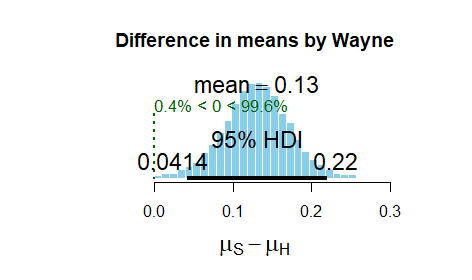 Difference in means by Wayne
mean = 0.13
0.4% < 0 < 99.6%
95% HDI
0.0414 0.22
0.0 0.1 0.2 0.3
μS − μH